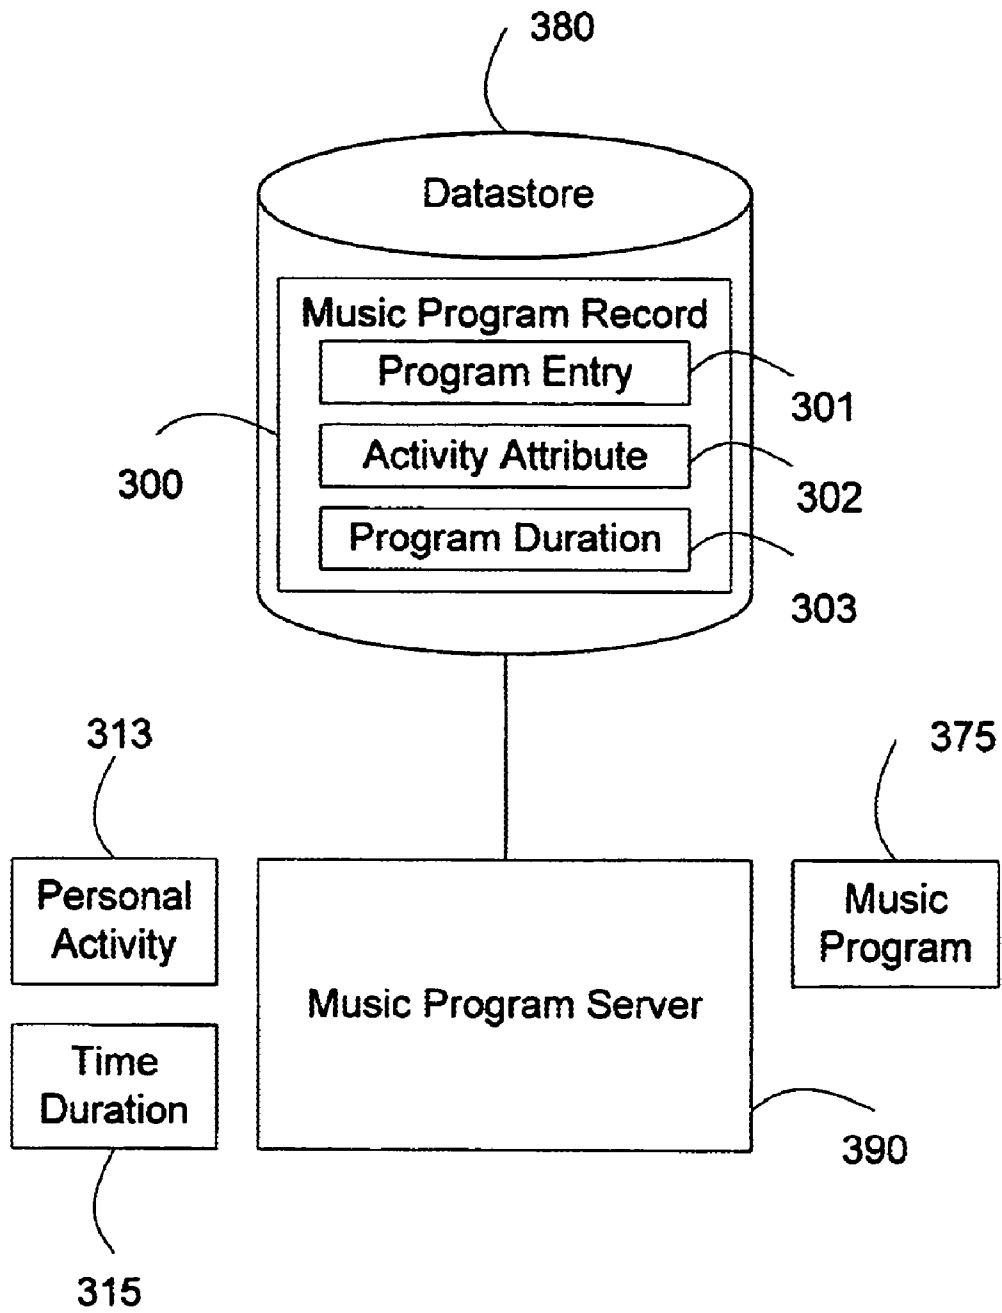 380
Datastore
Music Program Record
Program Entry
301
Activity Attribute
300
302
Program Duration
303
313
375
Personal
Activity
Music
Program
Music Program Server
Time
Duration
390
315